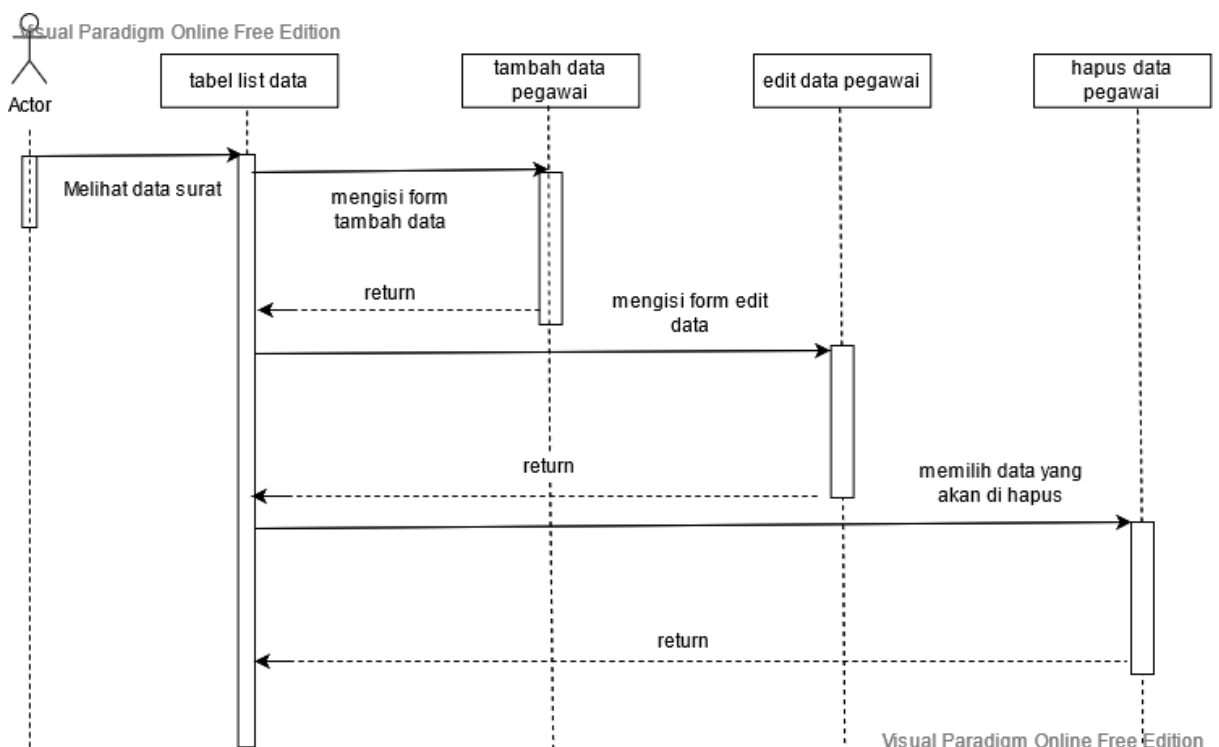 Visual Paradigm Online Free Edition
Actor
tabel list data
tambah data
pegawai
edit data pegawai
hapus data
pegawai
Melihat data surat
mengisi form
tambah data
return
mengisi form edit
data
return
memilih data yang
akan di hapus
return
Visual Paradigm Online Free Edition